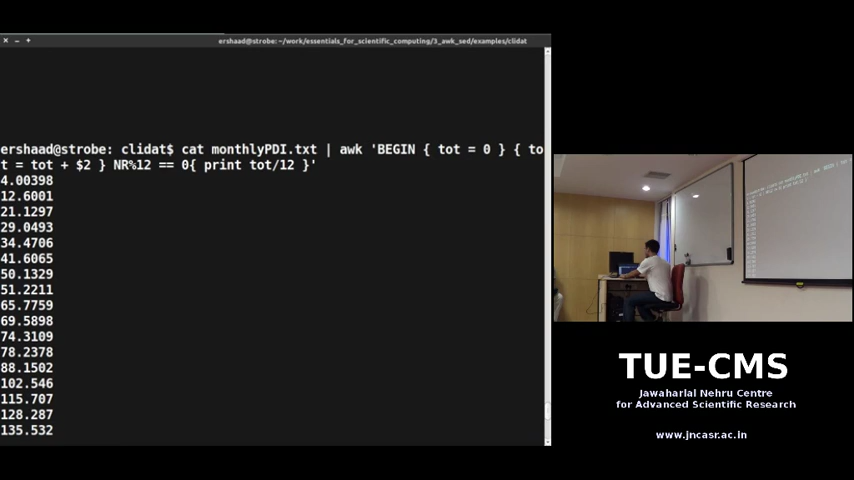 ershaad@strobe: ~/work/essentials_for_scientific_computing/3_awk_sed/examples/clidat
ershaad@strobe: clidat$ cat monthlyPDI.txt | awk 'BEGIN { tot = 0 } { to
t = tot + $2 } NR%12 == 0{ print tot/12 }'
4.00398
12.6001
21.1297
29.0493
34.4706
41.6065
50.1329
51.2211
65.7759
69.5898
74.3109
78.2378
88.1502
102.546
115.707
128.287
135.532
TUE-CMS
Jawaharlal Nehru Centre
for Advanced Scientific Research
www.jncasr.ac.in